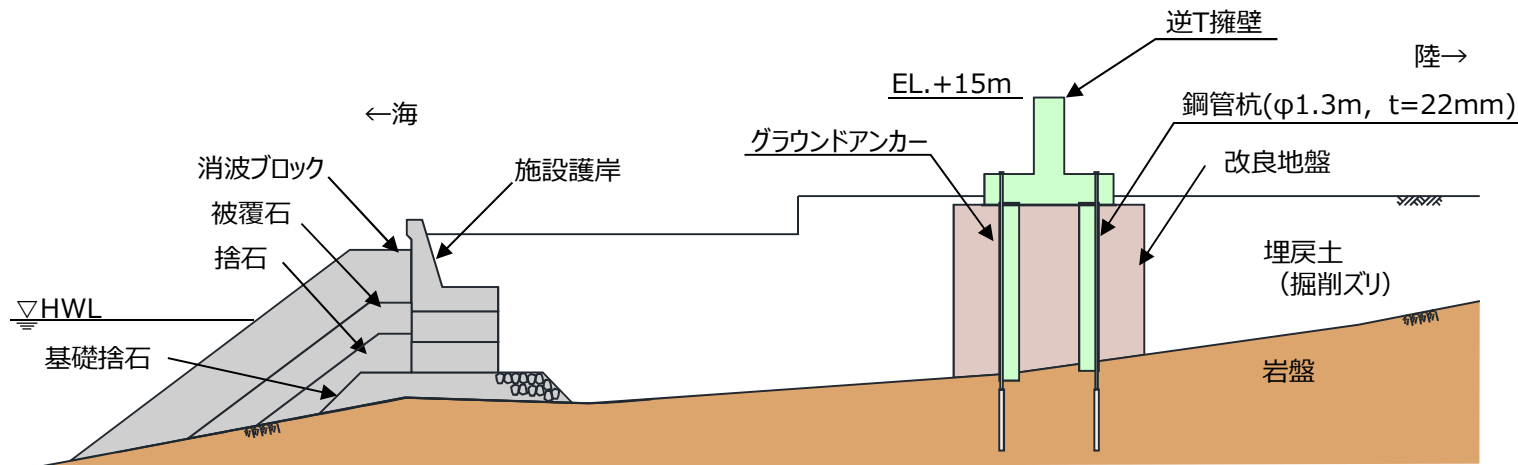 逆T擁壁
陸→
EL.+15m
←海
鋼管杭(φ1.3m, t=22mm)
グラウンドアンカー
消波ブロック
施設護岸
改良地盤
被覆石
捨石
埋戻土
(掘削ズリ)
▽HWL
基礎捨石
岩盤